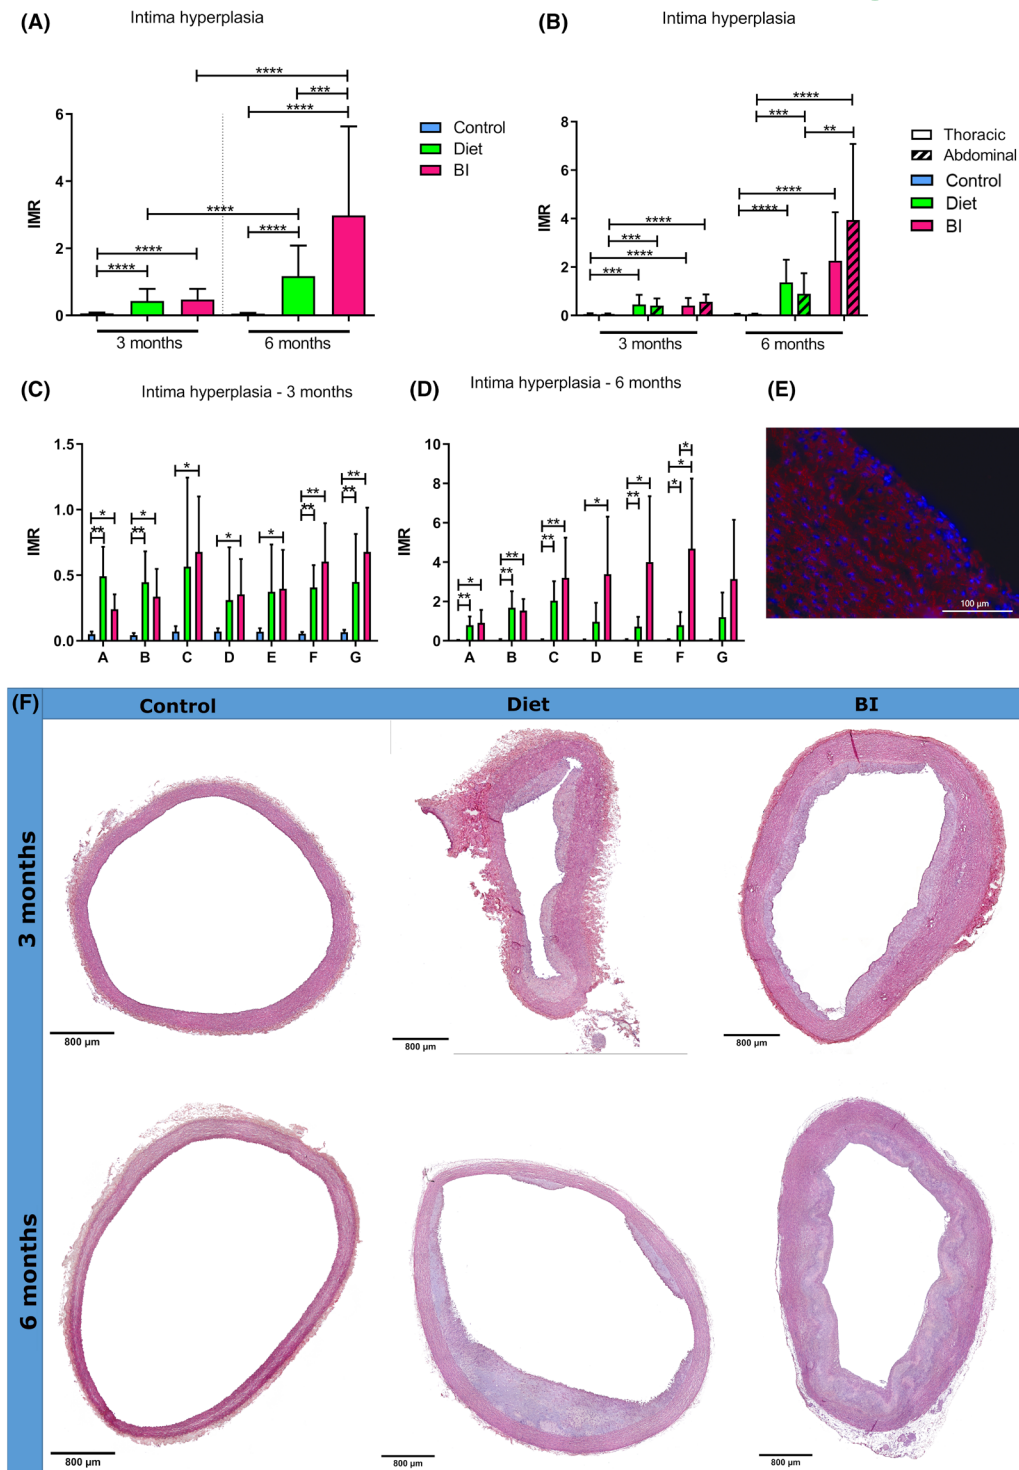 (A)
Intima hyperplasia
****
***
****
****
****
****
****
IMR
6
4
2
0
3 months
6 months
Control
Diet
BI
(B)
Intima hyperplasia
****
***
**
****
****
****
***
****
***
IMR
8
6
4
2
0
3 months
6 months
Thoracic
Abdominal
Control
Diet
BI
(C)
Intima hyperplasia - 3 months
IMR
1.5
1.0
0.5
0.0
*
**
*
**
*
*
*
**
**
**
**
A B C D E F G
(D)
Intima hyperplasia - 6 months
IMR
10
8
6
4
2
0
*
**
**
**
**
**
*
*
**
*
*
*
A B C D E F G
(E)
100 µm
(F)
Control Diet BI
3 months
800 µm
800 µm
800 µm
6 months
800 µm
800 µm
800 µm